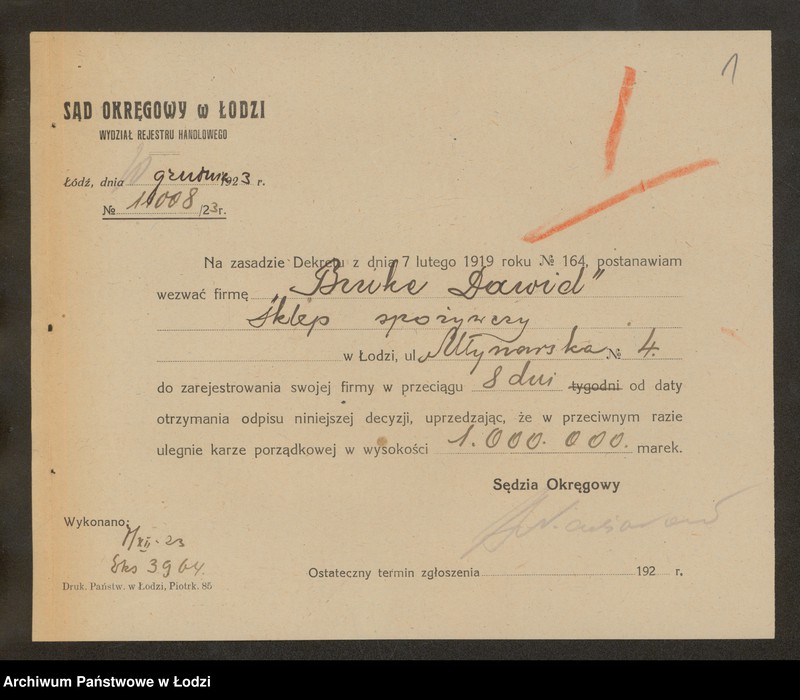 1
SĄD OKRĘGOWY w ŁODZI
WYDZIAŁ REJESTRU HANDLOWEGO
Łódź, dnia grudnia 1923 r.
№ 11008/23r.
Na zasadzie Dekretu z dnia 7 lutego 1919 roku № 164, postanawiam
wezwać firmę „Bruke Dawid"
sklep spożywczy
w Łodzi, ul. Młynarska № 4.
do zarejestrowania swojej firmy w przeciągu 8 dni tygodni od daty
otrzymania odpisu niniejszej decyzji, uprzedzając, że w przeciwnym razie
ulegnie karze porządkowej w wysokości 1.000.000. marek.
Sędzia Okręgowy
Wykonano:
7/XII-23
3964.
Ostateczny termin zgłoszenia 192 r.
Druk. Państw. w Łodzi, Piotrk. 85
Archiwum Państwowe w Łodzi